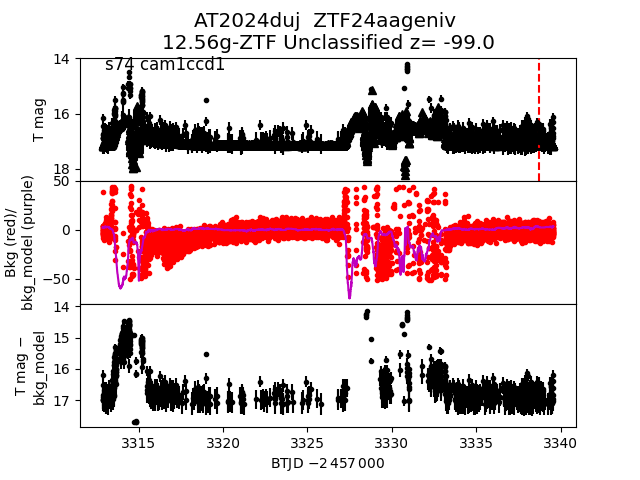 AT2024duj  ZTF24aageniv
12.56g-ZTF Unclassified z= -99.0
s74 cam1ccd1
14
16
18
T mag
50
0
−50
Bkg (red)/
bkg_model (purple)
14
15
16
17
T mag −
bkg_model
3315
3320
3325
3330
3335
3340
BTJD −2 457 000